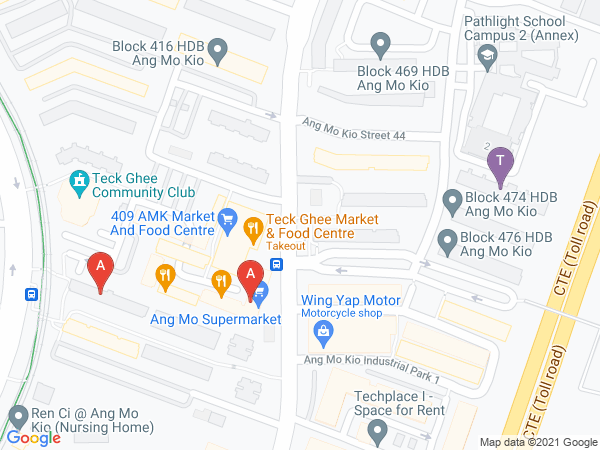 Pathlight School
Campus 2 (Annex)
Block 416 HDB
Ang Mo Kio
Block 469 HDB
Ang Mo Kio
Ang Mo Kio Street 44
2
T
Teck Ghee
Community Club
Block 474 HDB
Ang Mo Kio
409 AMK Market
And Food Centre
Teck Ghee Market
& Food Centre
Takeout
Block 476 HDB
Ang Mo Kio
CTE (Toll road)
A
A
Ang Mo Supermarket
Wing Yap Motor
Motorcycle shop
Ang Mo Kio Industrial Park 1
CTE (Toll road)
Techplace I -
Space for Rent
Ren Ci @ Ang Mo
Kio (Nursing Home)
Google
Map data ©2021 Google